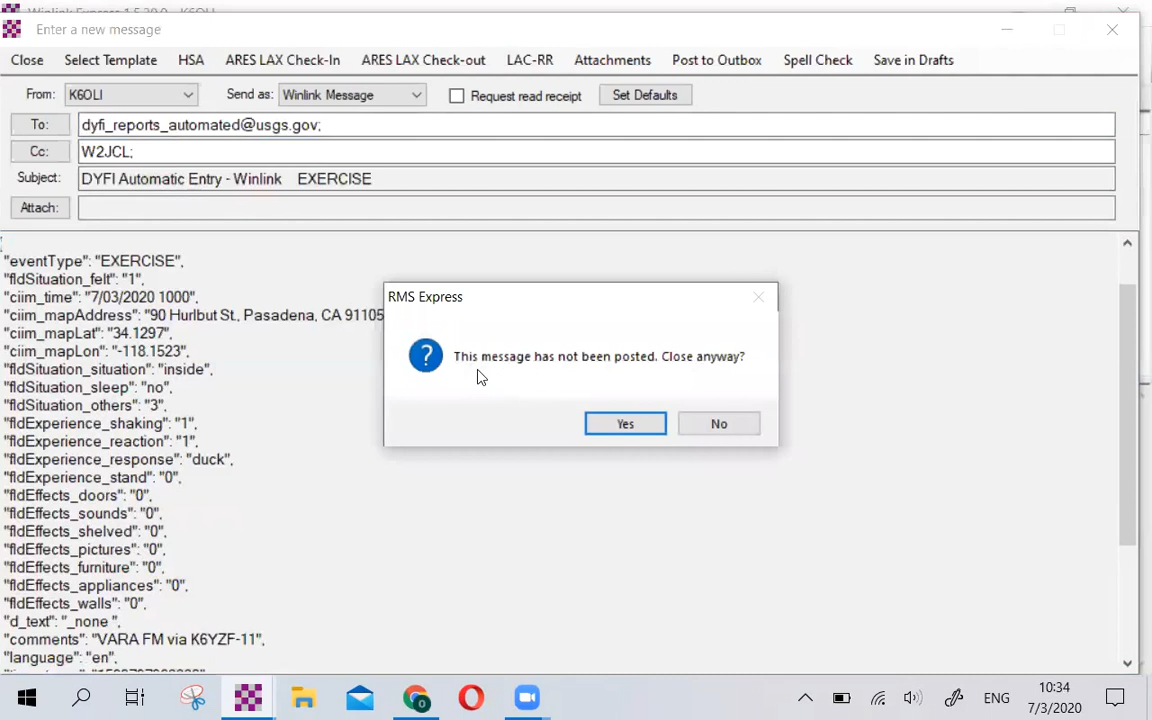 Winlink Express 1.5.30.0 - K6OLI
Enter a new message
Close Select Template HSA ARES LAX Check-In ARES LAX Check-out LAC-RR Attachments Post to Outbox Spell Check Save in Drafts
From: K6OLI Send as: Winlink Message Request read receipt Set Defaults
To: dyfi_reports_automated@usgs.gov;
Cc: W2JCL;
Subject: DYFI Automatic Entry - Winlink EXERCISE
Attach:
"eventType": "EXERCISE",
"fldSituation_felt": "1",
"ciim_time": "7/03/2020 1000",
"ciim_mapAddress": "90 Hurlbut St., Pasadena, CA 91105
"ciim_mapLat": "34.1297",
"ciim_mapLon": "-118.1523",
"fldSituation_situation": "inside",
"fldSituation_sleep": "no",
"fldSituation_others": "3",
"fldExperience_shaking": "1",
"fldExperience_reaction": "1",
"fldExperience_response": "duck",
"fldExperience_stand": "0",
"fldEffects_doors": "0",
"fldEffects_sounds": "0",
"fldEffects_shelved": "0",
"fldEffects_pictures": "0",
"fldEffects_furniture": "0",
"fldEffects_appliances": "0",
"fldEffects_walls": "0",
"d_text": "_none ",
"comments": "VARA FM via K6YZF-11",
"language": "en",
RMS Express
This message has not been posted. Close anyway?
Yes No
ENG
10:34
7/3/2020